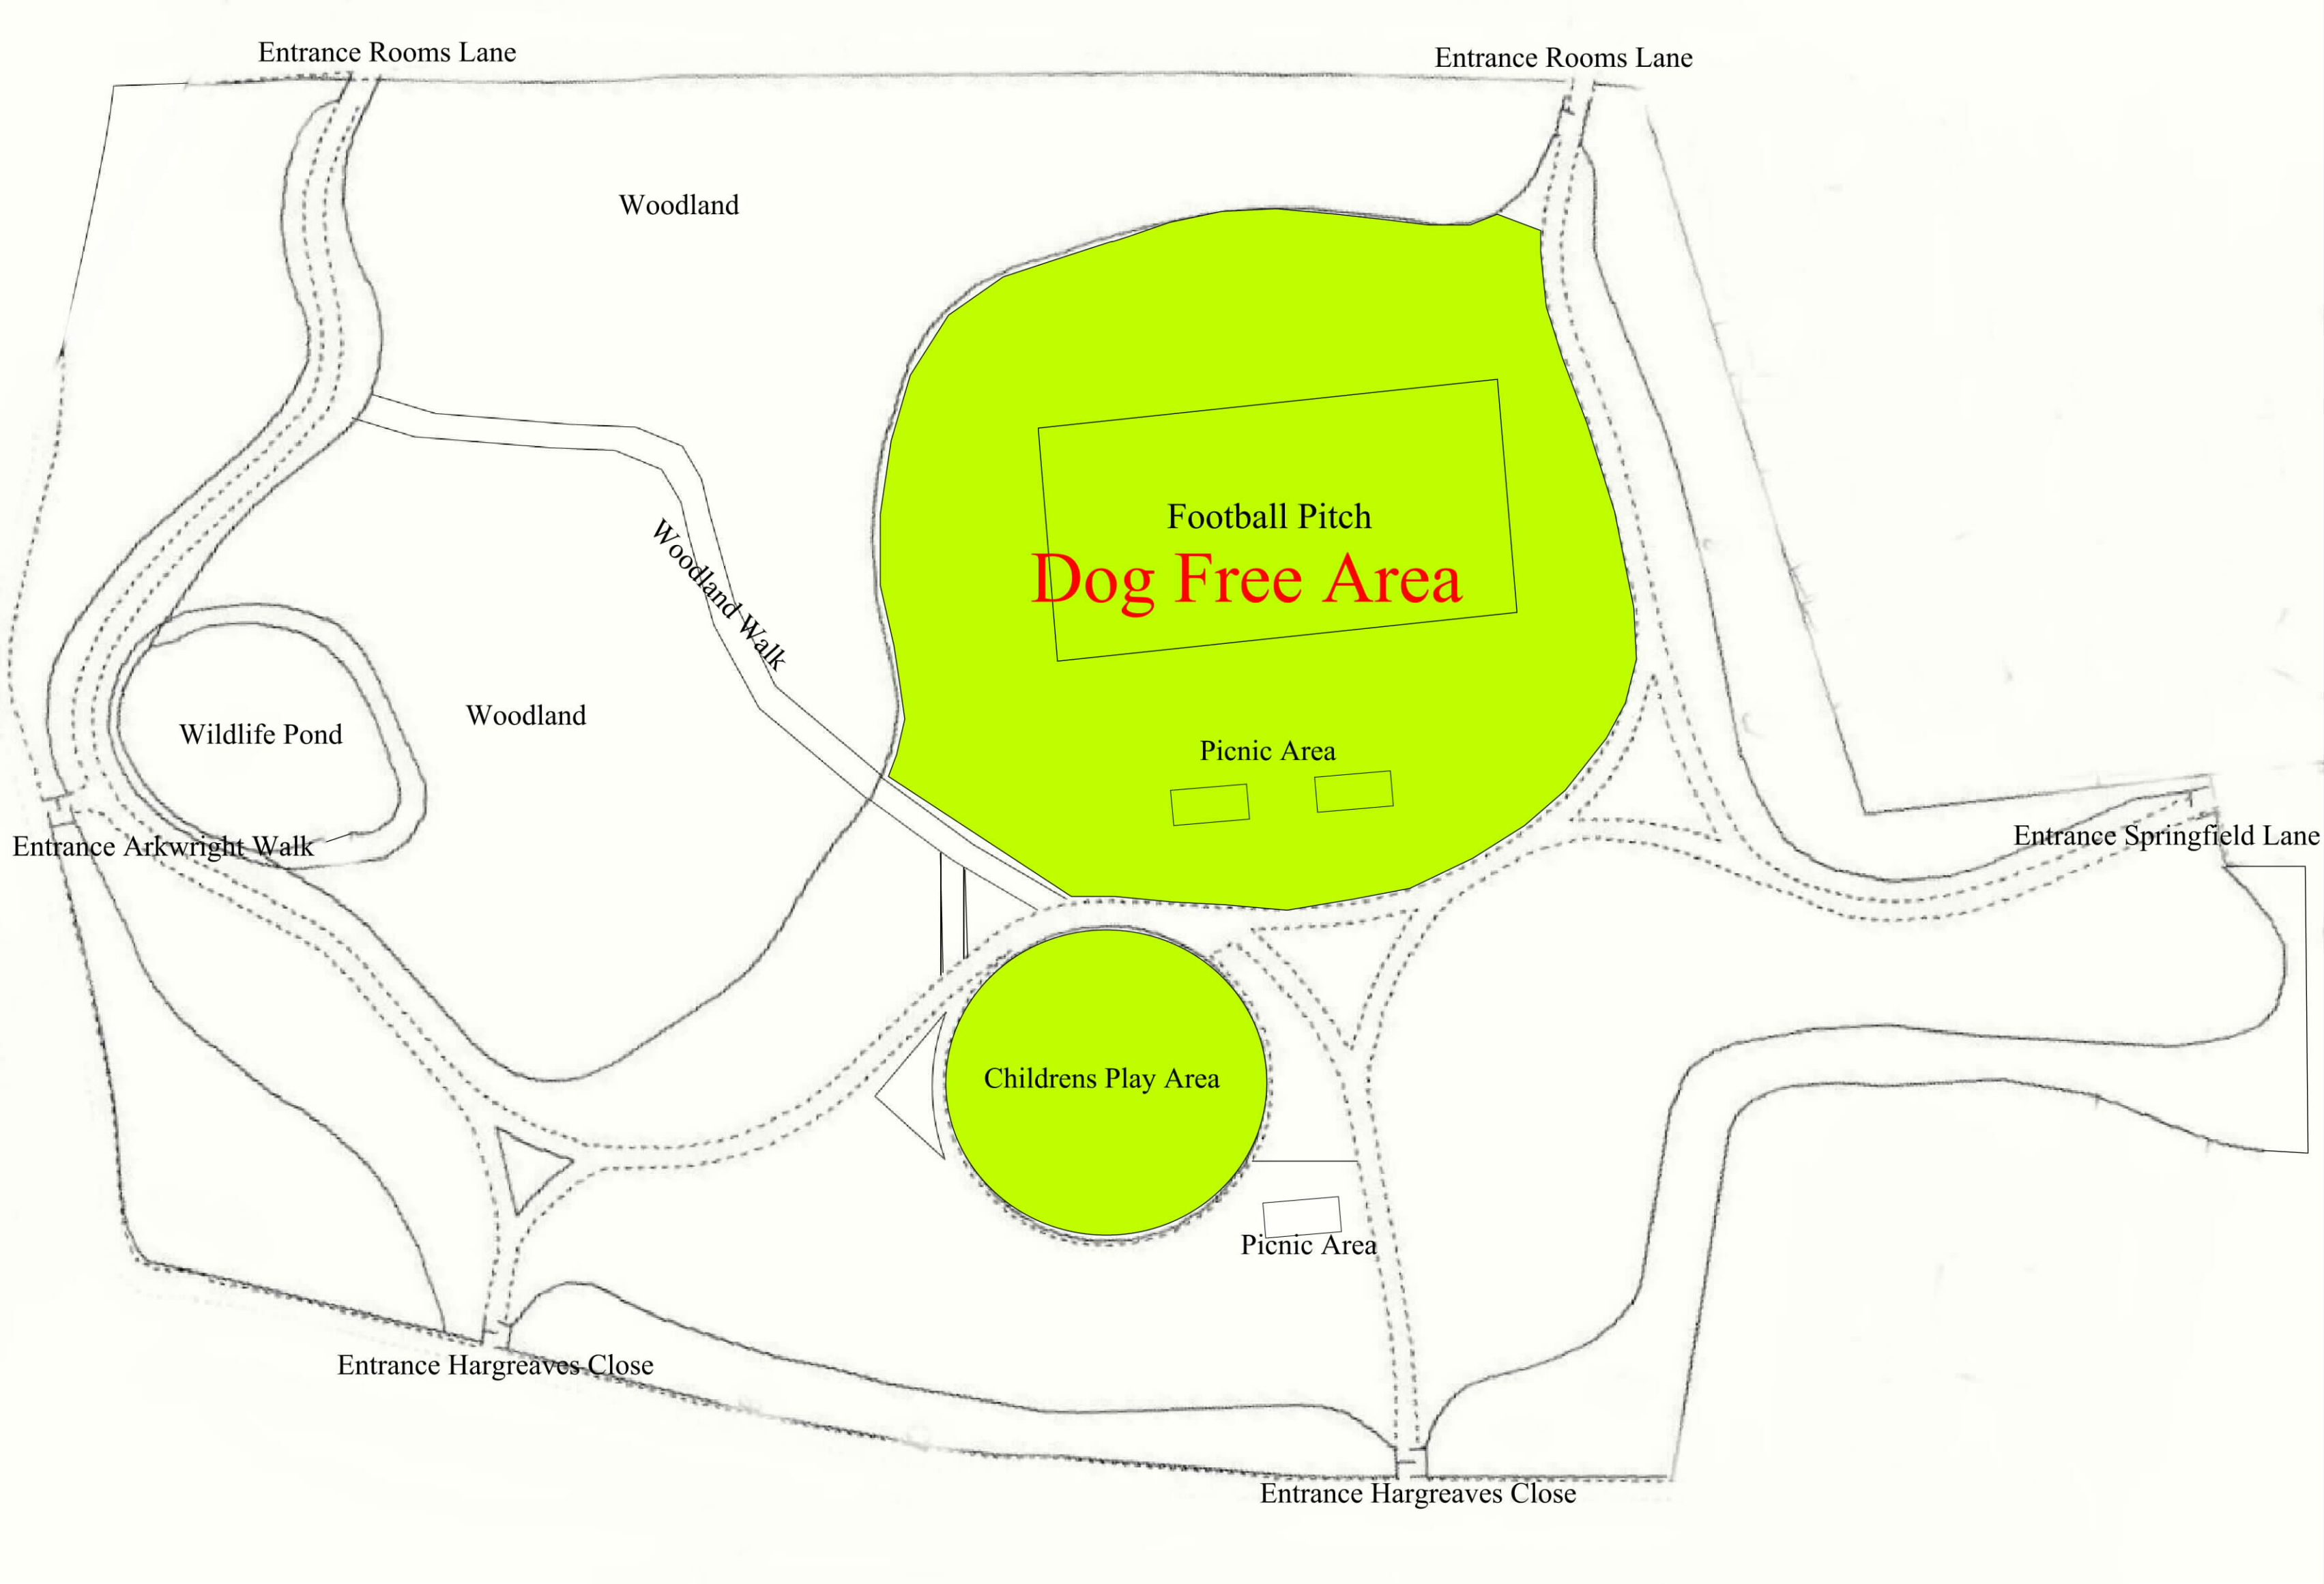 Entrance Rooms Lane
Entrance Rooms Lane
Woodland
Football Pitch
Dog Free Area
Woodland Walk
Woodland
Wildlife Pond
Picnic Area
Entrance Arkwright Walk
Entrance Springfield Lane
Childrens Play Area
Picnic Area
Entrance Hargreaves Close
Entrance Hargreaves Close